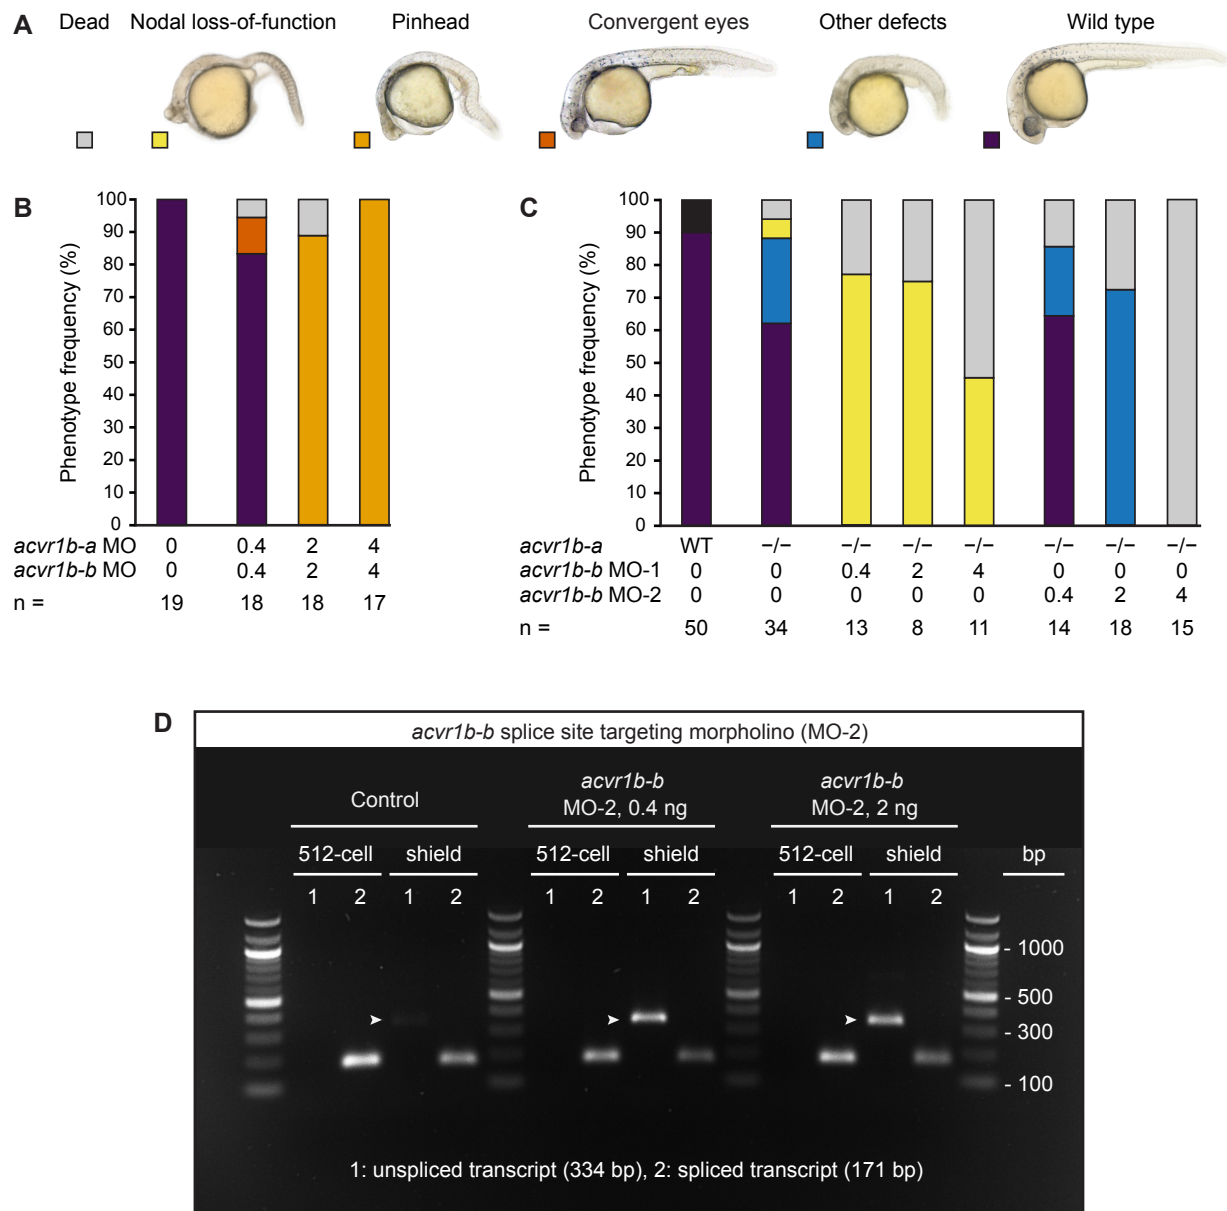 A Dead Nodal loss-of-function Pinhead Convergent eyes Other defects Wild type
B
Phenotype frequency (%)
100
90
80
70
60
50
40
30
20
10
0
acvr1b-a MO 0 0.4 2 4
acvr1b-b MO 0 0.4 2 4
n = 19 18 18 17
C
Phenotype frequency (%)
100
90
80
70
60
50
40
30
20
10
0
acvr1b-a WT −/− −/− −/− −/− −/− −/− −/−
acvr1b-b MO-1 0 0 0.4 2 4 0 0 0
acvr1b-b MO-2 0 0 0 0 0 0.4 2 4
n = 50 34 13 8 11 14 18 15
D
acvr1b-b splice site targeting morpholino (MO-2)
Control
acvr1b-b
MO-2, 0.4 ng
acvr1b-b
MO-2, 2 ng
512-cell shield 512-cell shield 512-cell shield bp
1 2 1 2 1 2 1 2 1 2 1 2
- 1000
- 500
- 300
- 100
1: unspliced transcript (334 bp), 2: spliced transcript (171 bp)